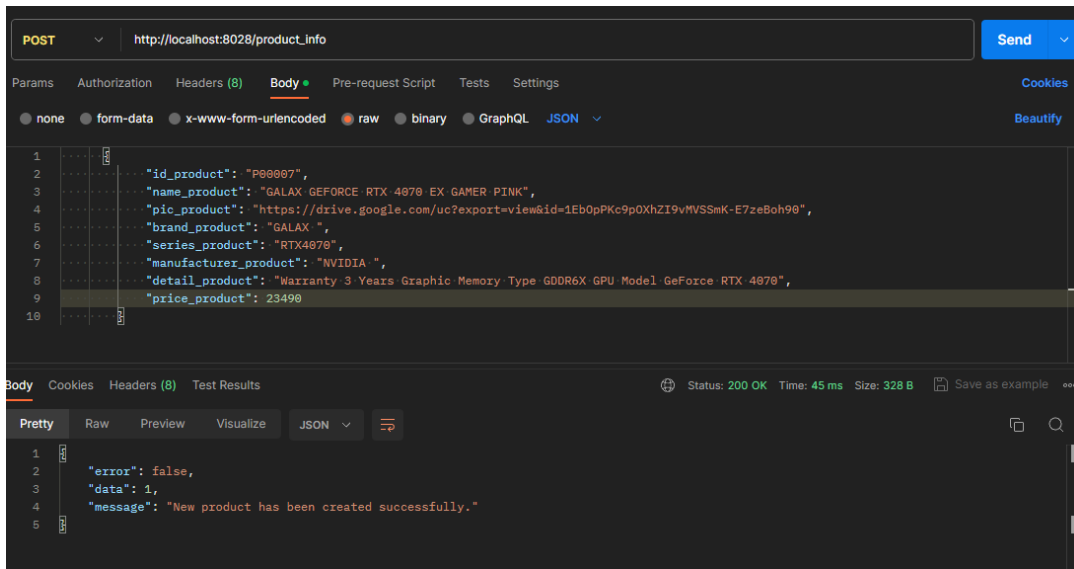 POST http://localhost:8028/product_info Send
Params Authorization Headers (8) Body Pre-request Script Tests Settings Cookies
none form-data x-www-form-urlencoded raw binary GraphQL JSON Beautify
1 {
2 "id_product": "P00007",
3 "name_product": "GALAX GEFORCE RTX 4070 EX GAMER PINK",
4 "pic_product": "https://drive.google.com/uc?export=view&id=1EbOpPKc9pOXhZI9vMVSSmK-E7zeBoh90",
5 "brand_product": "GALAX ",
6 "series_product": "RTX4070",
7 "manufacturer_product": "NVIDIA ",
8 "detail_product": "Warranty 3 Years Graphic Memory Type GDDR6X GPU Model GeForce RTX 4070",
9 "price_product": 23490
10 }
Body Cookies Headers (8) Test Results Status: 200 OK Time: 45 ms Size: 328 B Save as example
Pretty Raw Preview Visualize JSON
1 {
2 "error": false,
3 "data": 1,
4 "message": "New product has been created successfully."
5 }